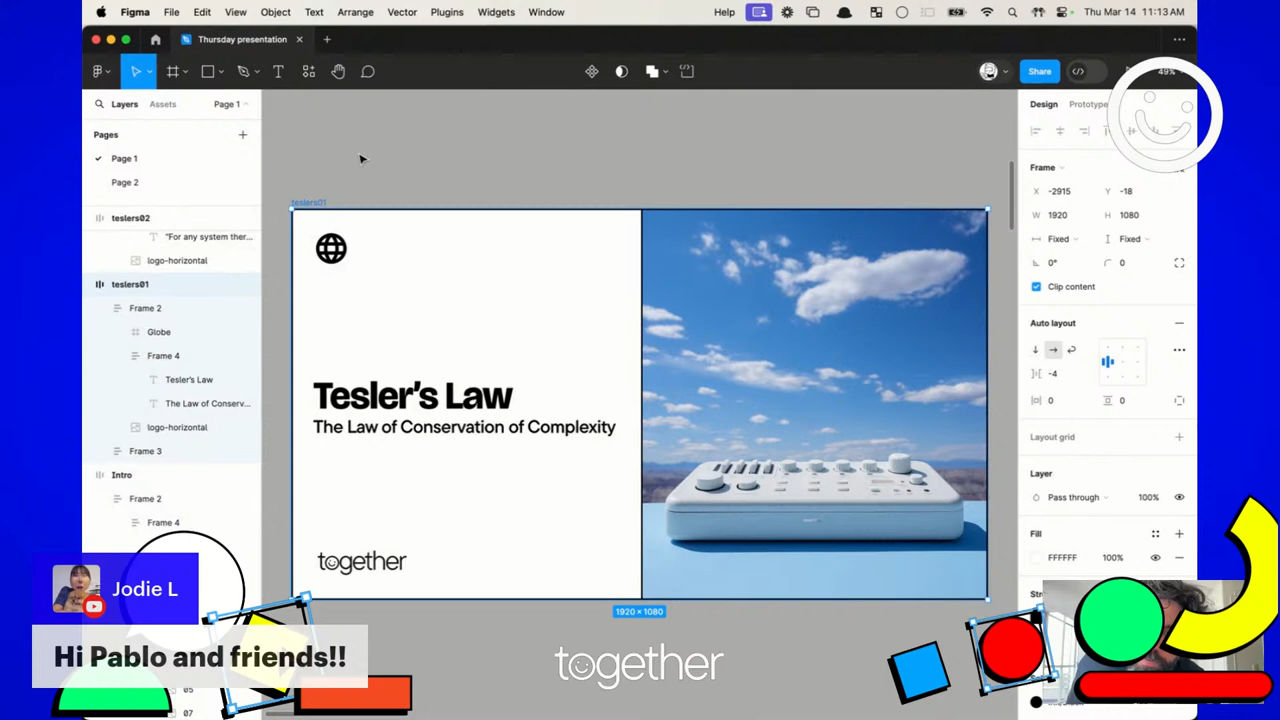 Figma File Edit View Object Text Arrange Vector Plugins Widgets Window Help Thu Mar 14 11:13 AM
Thursday presentation
Share
49%
Layers Assets Page 1
Design Prototype
Pages
Page 1
Page 2
teslers02
"For any system ther...
logo-horizontal
teslers01
Frame 2
Globe
Frame 4
Tesler's Law
The Law of Conserv...
logo-horizontal
Frame 3
Intro
Frame 2
Frame 4
05
07
teslers01
Tesler's Law
The Law of Conservation of Complexity
together
1920 × 1080
Frame
X -2915 Y -18
W 1920 H 1080
Fixed Fixed
0° 0
Clip content
Auto layout
-4
0 0
Layout grid
Layer
Pass through 100%
Fill
FFFFFF 100%
Jodie L
Hi Pablo and friends!!
together